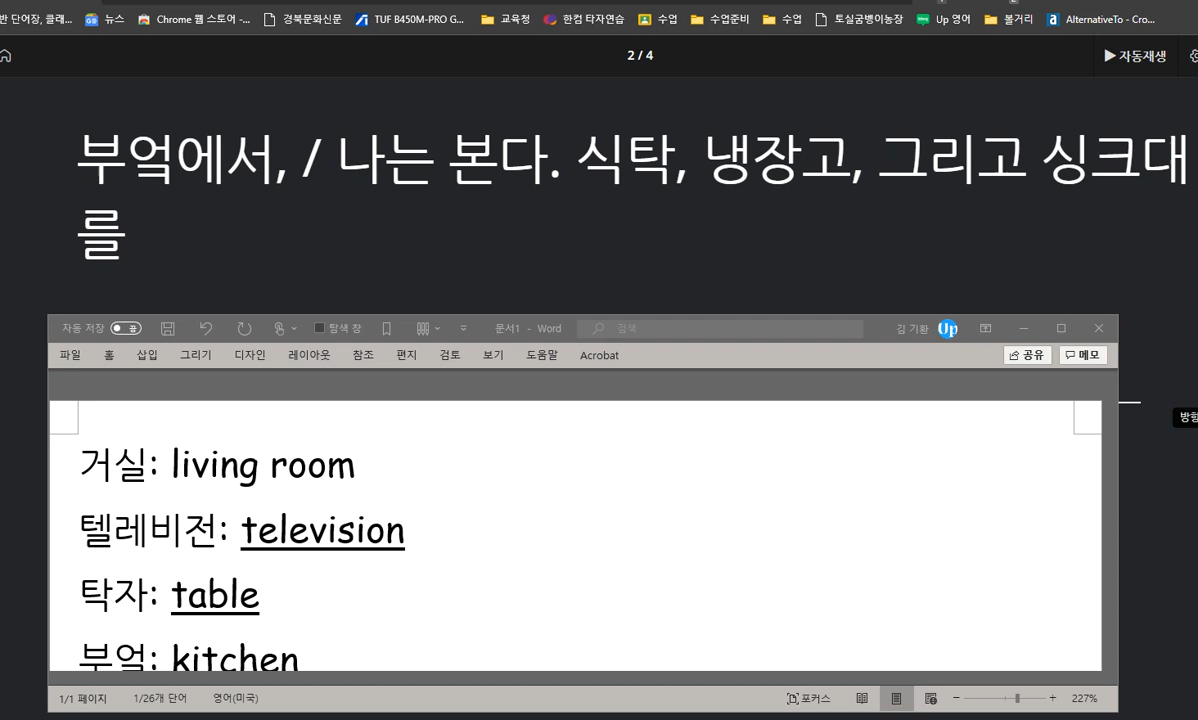 반 단어장, 클래... 뉴스 Chrome 웹 스토어 -... 경북문화신문 TUF B450M-PRO G... 교육청 한컴 타자연습 수업 수업준비 수업 토실굼벵이농장 Up 영어 볼거리 AlternativeTo - Cro...
2 / 4 자동재생
부엌에서, / 나는 본다. 식탁, 냉장고, 그리고 싱크대
를
자동 저장 끔 탐색 창 문서1 - Word 검색 김 기환 Up
파일 홈 삽입 그리기 디자인 레이아웃 참조 편지 검토 보기 도움말 Acrobat 공유 메모
방향
거실: living room
텔레비전: television
탁자: table
부엌: kitchen
1/1 페이지 1/26개 단어 영어(미국) 포커스 227%